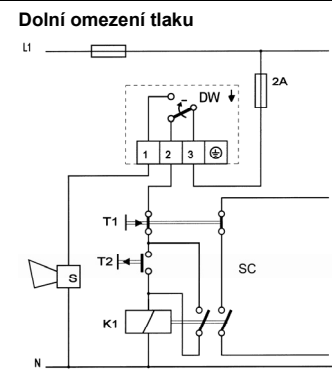 Dolní omezení tlaku
L1
2A
DW
1 2 3
T1
T2
SC
S
K1
N